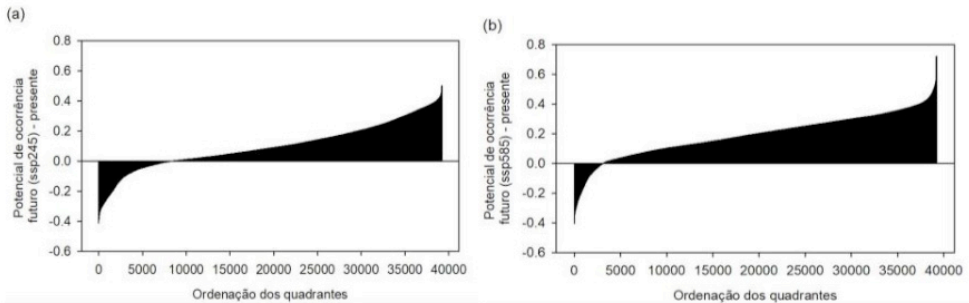 (a)
0.8
0.6
0.4
0.2
0.0
-0.2
-0.4
-0.6
Potencial de ocorrência
futuro (ssp245) - presente
0 5000 10000 15000 20000 25000 30000 35000 40000
Ordenação dos quadrantes
(b)
0.8
0.6
0.4
0.2
0.0
-0.2
-0.4
-0.6
Potencial de ocorrência
futuro (ssp585) - presente
0 5000 10000 15000 20000 25000 30000 35000 40000
Ordenação dos quadrantes